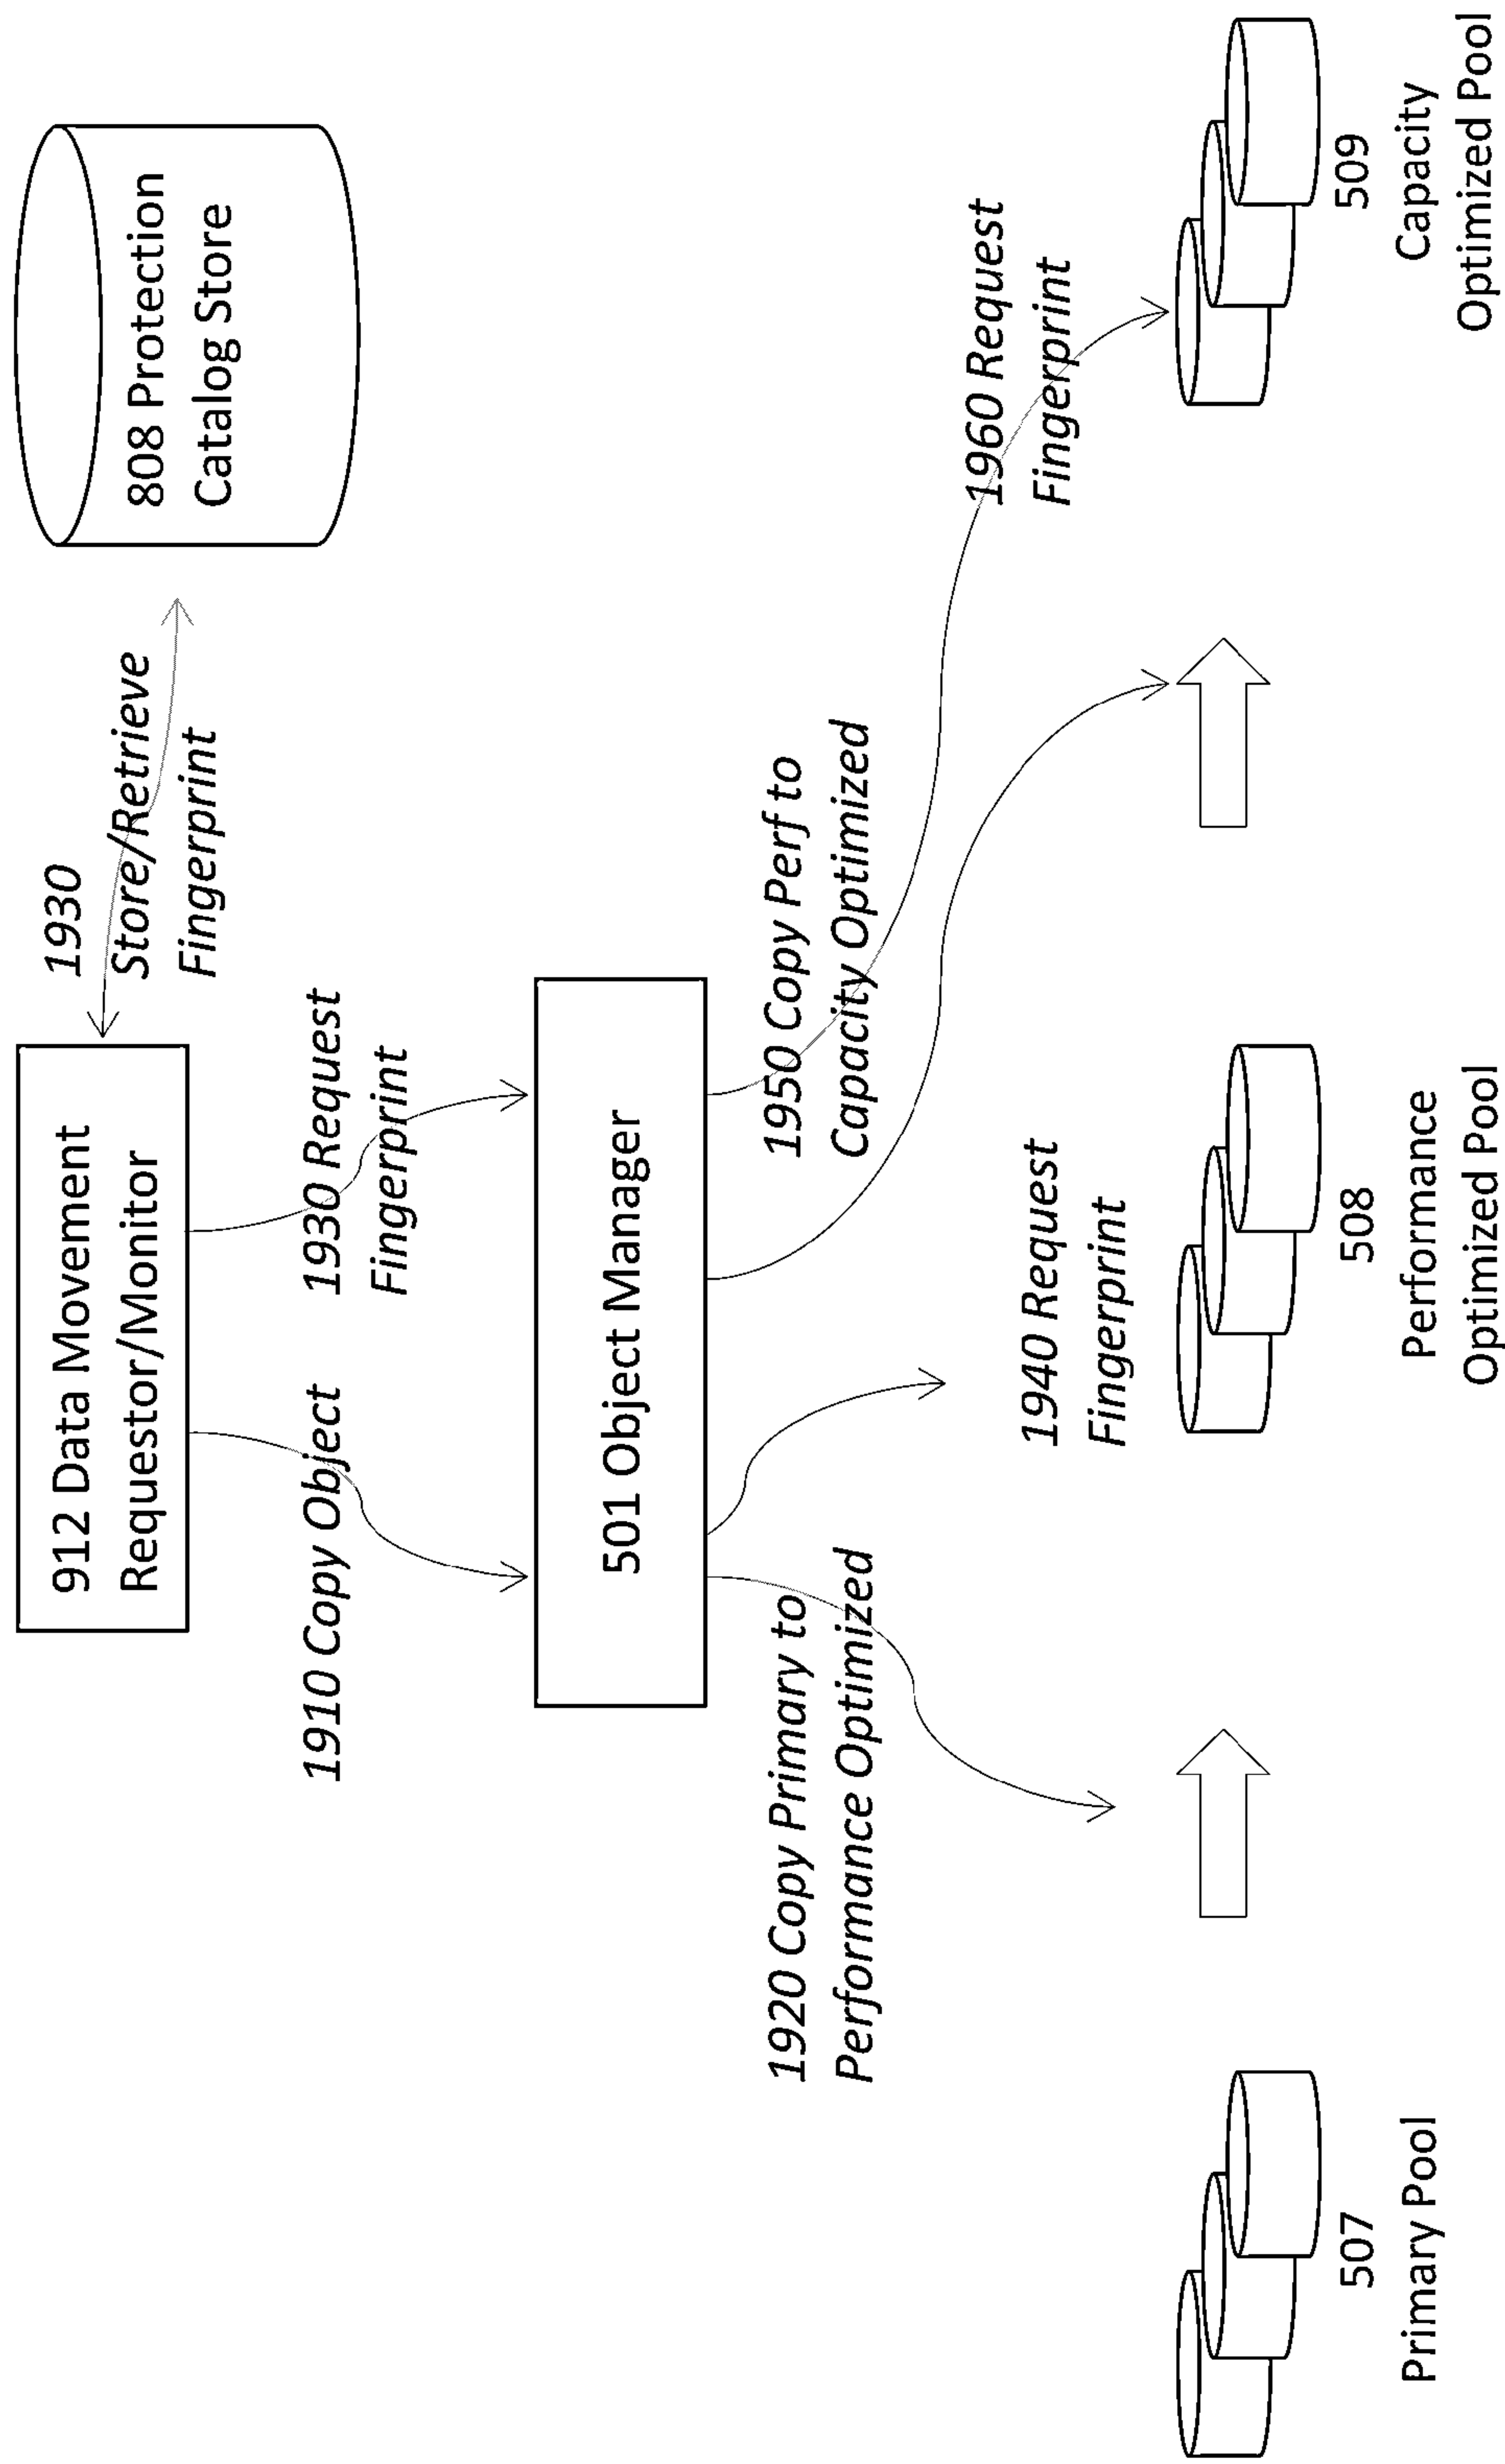 912 Data Movement
Requestor/Monitor
1930
Store/Retrieve
Fingerprint
808 Protection
Catalog Store
1910 Copy Object
1930 Request
Fingerprint
501 Object Manager
1920 Copy Primary to
Performance Optimized
1950 Copy Perf to
Capacity Optimized
1940 Request
Fingerprint
1960 Request
Fingerprint
507
Primary Pool
508
Performance
Optimized Pool
509
Capacity
Optimized Pool